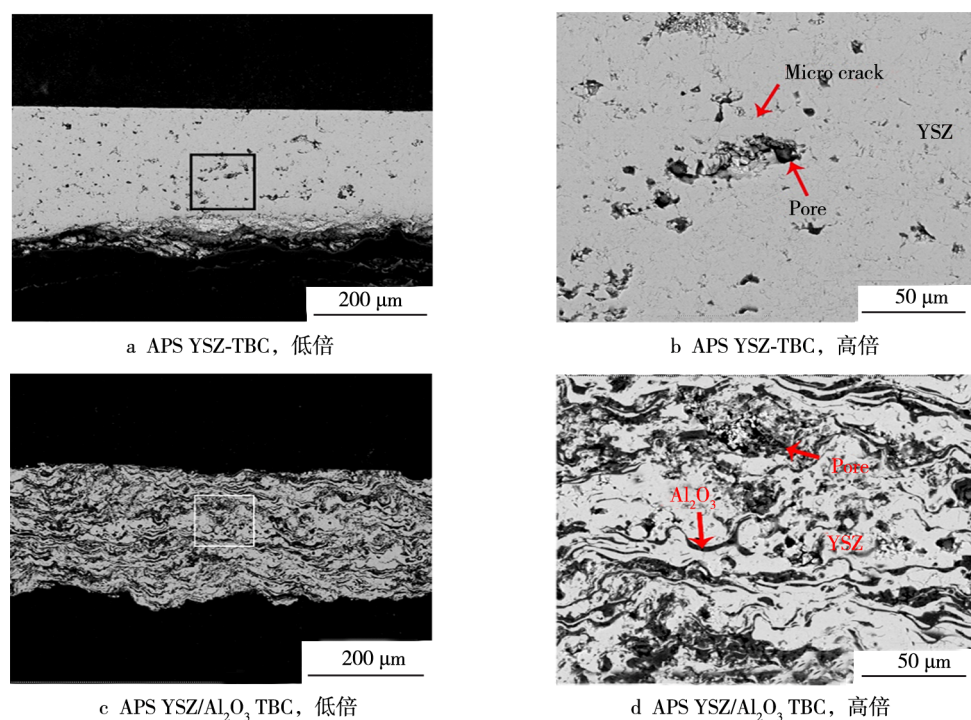 Micro crack
YSZ
Pore
200 μm
50 μm
a APS YSZ-TBC，低倍
b APS YSZ-TBC，高倍
Pore
Al₂O₃
YSZ
200 μm
50 μm
c APS YSZ/Al₂O₃ TBC，低倍
d APS YSZ/Al₂O₃ TBC，高倍